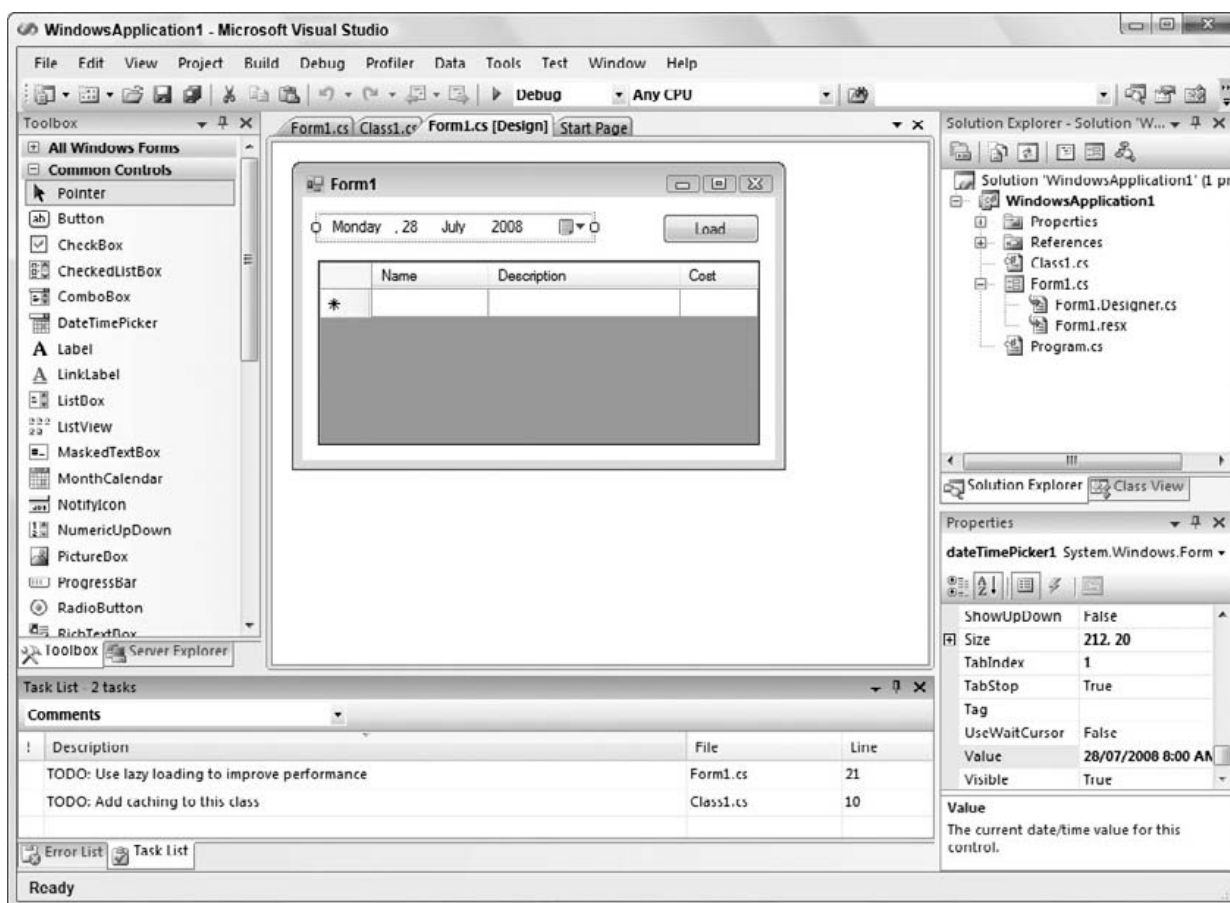 WindowsApplication1 - Microsoft Visual Studio
File Edit View Project Build Debug Profiler Data Tools Test Window Help
Debug Any CPU
Toolbox
All Windows Forms
Common Controls
Pointer
Button
CheckBox
CheckedListBox
ComboBox
DateTimePicker
Label
LinkLabel
ListBox
ListView
MaskedTextBox
MonthCalendar
NotifyIcon
NumericUpDown
PictureBox
ProgressBar
RadioButton
RichTextBox
Toolbox Server Explorer
Form1.cs Class1.cs Form1.cs [Design] Start Page
Form1
Monday , 28 July 2008
Load
Name Description Cost
Solution Explorer - Solution 'W...
Solution 'WindowsApplication1' (1 pr
WindowsApplication1
Properties
References
Class1.cs
Form1.cs
Form1.Designer.cs
Form1.resx
Program.cs
Solution Explorer Class View
Properties
dateTimePicker1 System.Windows.Form
ShowUpDown False
Size 212, 20
TabIndex 1
TabStop True
Tag
UseWaitCursor False
Value 28/07/2008 8:00 AM
Visible True
Value
The current date/time value for this
control.
Task List - 2 tasks
Comments
! Description File Line
TODO: Use lazy loading to improve performance Form1.cs 21
TODO: Add caching to this class Class1.cs 10
Error List Task List
Ready